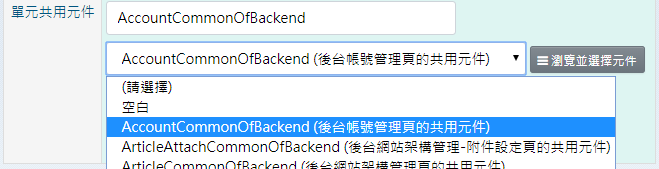 單元共用元件
AccountCommonOfBackend
AccountCommonOfBackend (後台帳號管理頁的共用元件)
瀏覽並選擇元件
(請選擇)
空白
AccountCommonOfBackend (後台帳號管理頁的共用元件)
ArticleAttachCommonOfBackend (後台網站架構管理-附件設定頁的共用元件)
ArticleCommonOfBackend (後台網站架構管理頁的共用元件)